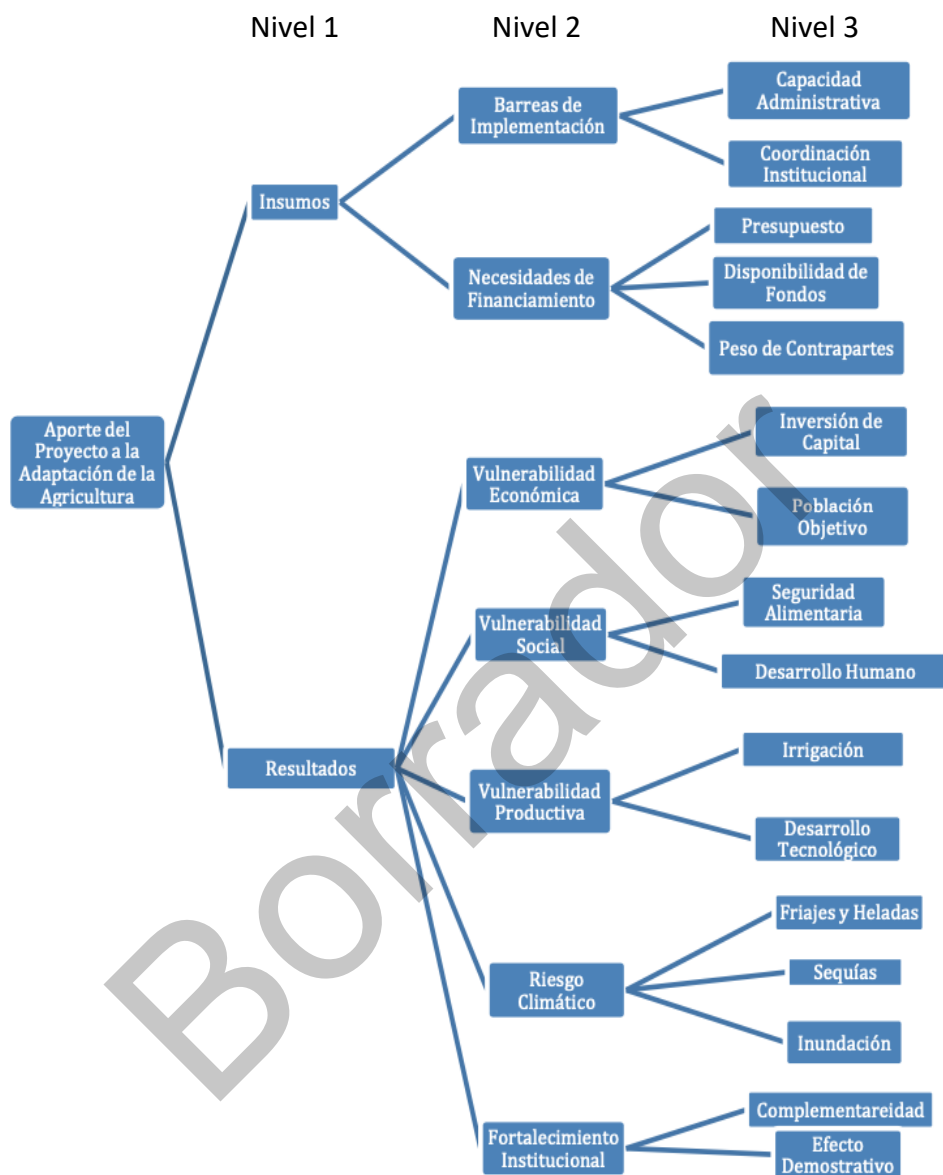 Nivel 1
Nivel 2
Nivel 3
Aporte del
Proyecto a la
Adaptación de la
Agricultura
Insumos
Barreas de
Implementación
Capacidad
Administrativa
Coordinación
Institucional
Necesidades de
Financiamiento
Presupuesto
Disponibilidad de
Fondos
Peso de Contrapartes
Resultados
Vulnerabilidad
Económica
Inversión de
Capital
Población
Objetivo
Vulnerabilidad
Social
Seguridad
Alimentaria
Desarrollo Humano
Vulnerabilidad
Productiva
Irrigación
Desarrollo
Tecnológico
Riesgo
Climático
Friajes y Heladas
Sequías
Inundación
Fortalecimiento
Institucional
Complementareidad
Efecto
Demostrativo
Borrador